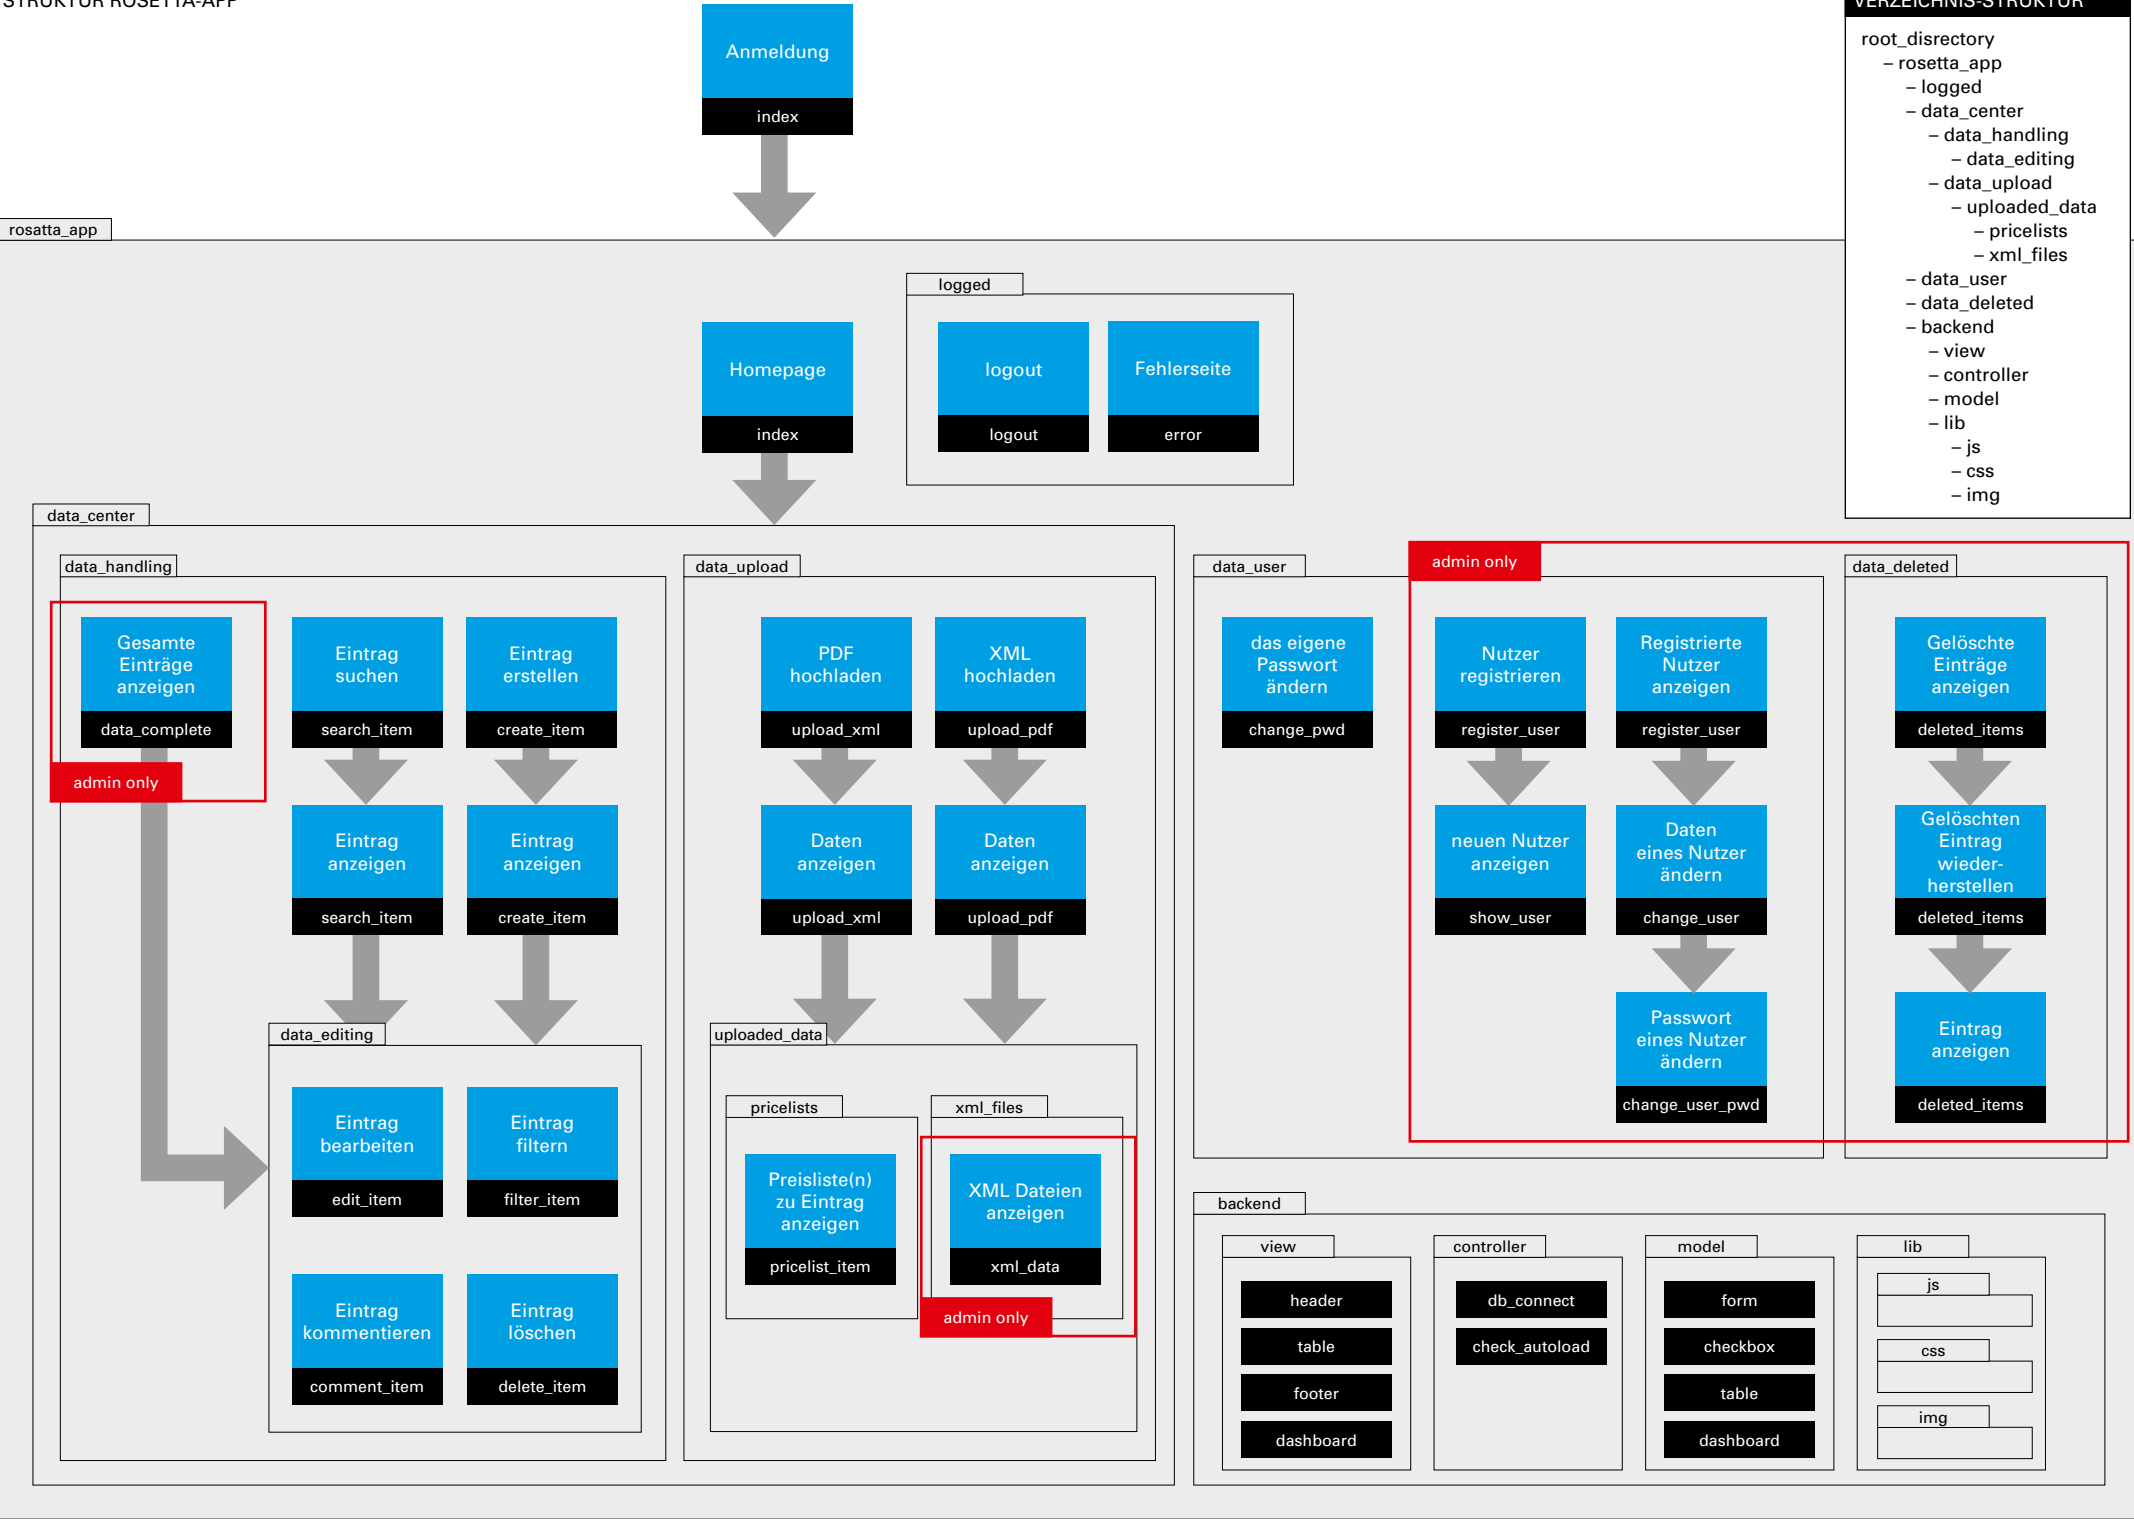 STRUKTUR ROSETTA-APP
Anmeldung
index
VERZEICHNIS-STRUKTUR
root_disrectory
– rosetta_app
– logged
– data_center
– data_handling
– data_editing
– data_upload
– uploaded_data
– pricelists
– xml_files
– data_user
– data_deleted
– backend
– view
– controller
– model
– lib
– js
– css
– img
rosatta_app
Homepage
index
logged
logout
logout
Fehlerseite
error
data_center
data_handling
Gesamte
Einträge
anzeigen
data_complete
admin only
Eintrag
suchen
search_item
Eintrag
erstellen
create_item
Eintrag
anzeigen
search_item
Eintrag
anzeigen
create_item
data_editing
Eintrag
bearbeiten
edit_item
Eintrag
filtern
filter_item
Eintrag
kommentieren
comment_item
Eintrag
löschen
delete_item
data_upload
PDF
hochladen
upload_xml
XML
hochladen
upload_pdf
Daten
anzeigen
upload_xml
Daten
anzeigen
upload_pdf
uploaded_data
pricelists
Preisliste(n)
zu Eintrag
anzeigen
pricelist_item
xml_files
XML Dateien
anzeigen
xml_data
admin only
data_user
das eigene
Passwort
ändern
change_pwd
admin only
Nutzer
registrieren
register_user
Registrierte
Nutzer
anzeigen
register_user
neuen Nutzer
anzeigen
show_user
Daten
eines Nutzer
ändern
change_user
Passwort
eines Nutzer
ändern
change_user_pwd
data_deleted
Gelöschte
Einträge
anzeigen
deleted_items
Gelöschten
Eintrag
wieder-
herstellen
deleted_items
Eintrag
anzeigen
deleted_items
backend
view
header
table
footer
dashboard
controller
db_connect
check_autoload
model
form
checkbox
table
dashboard
lib
js
css
img